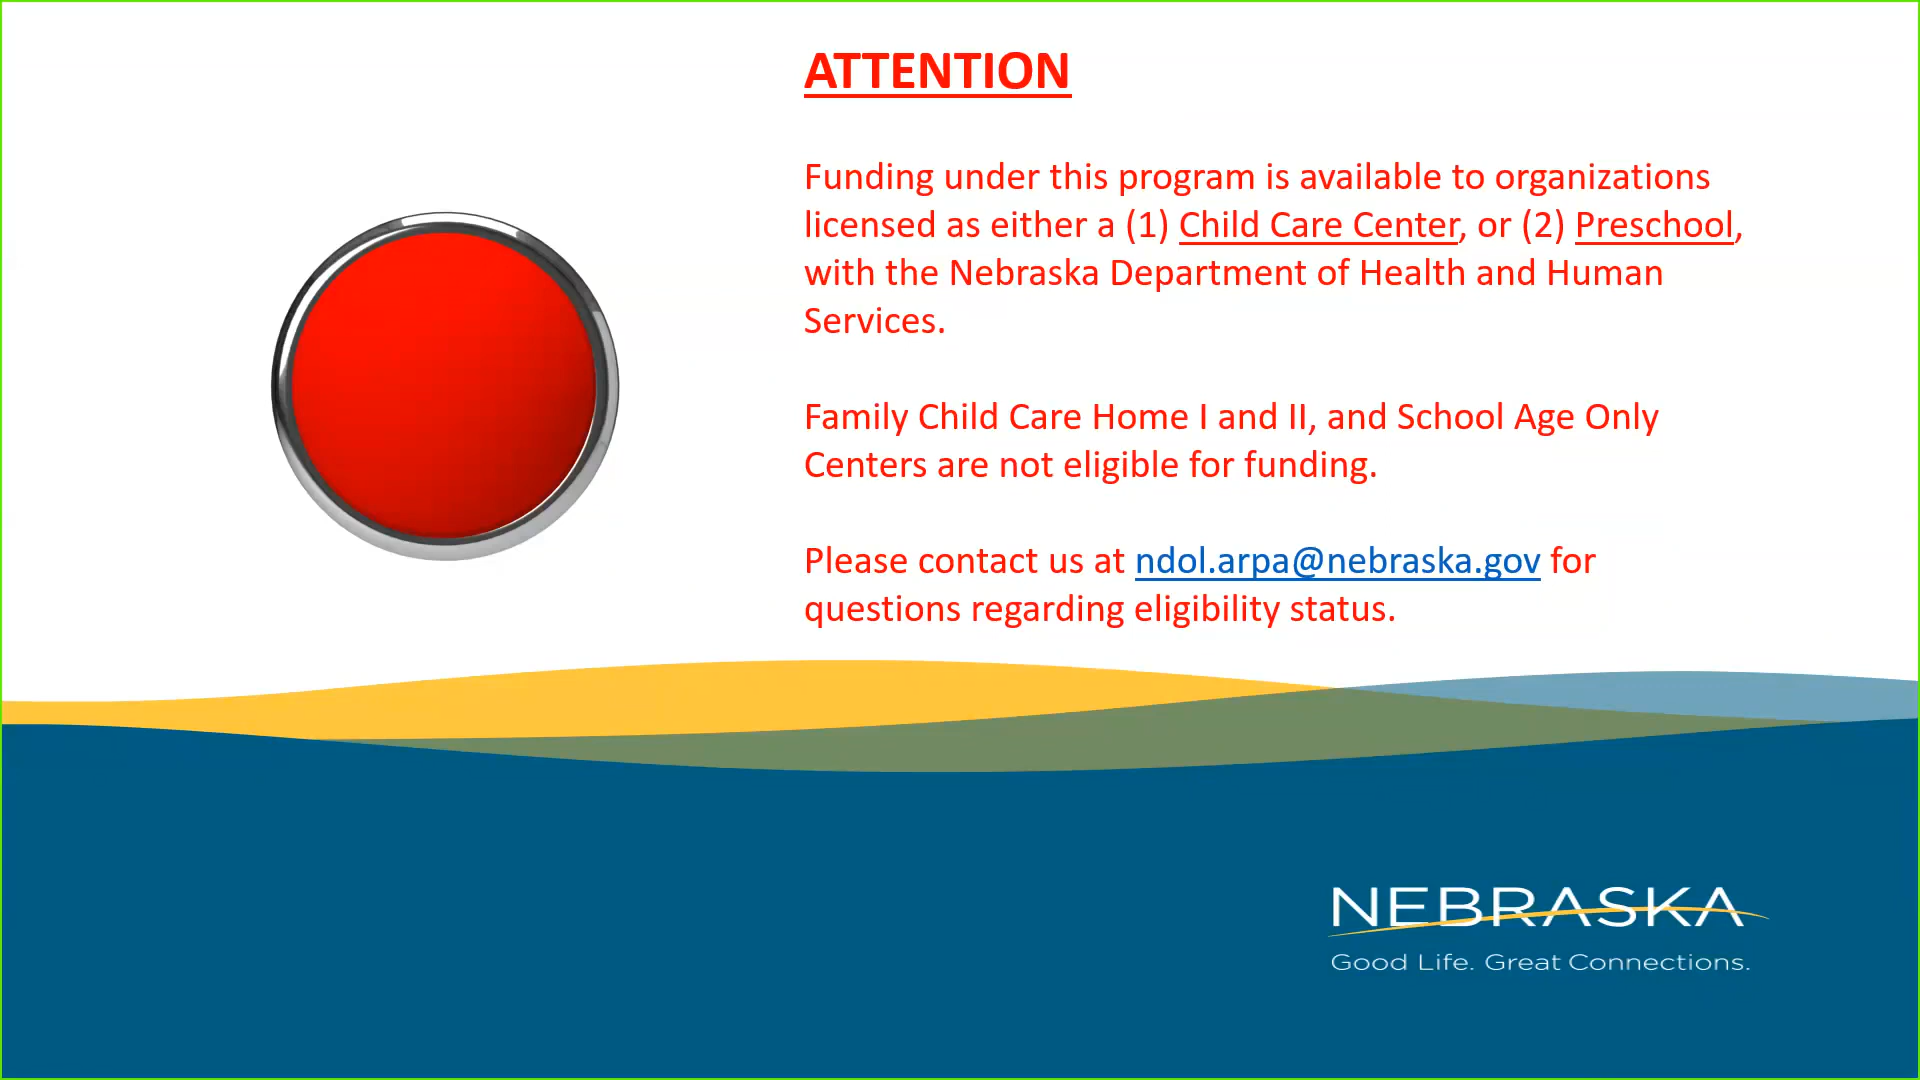 ATTENTION
Funding under this program is available to organizations
licensed as either a (1) Child Care Center, or (2) Preschool,
with the Nebraska Department of Health and Human
Services.
Family Child Care Home I and II, and School Age Only
Centers are not eligible for funding.
Please contact us at ndol.arpa@nebraska.gov for
questions regarding eligibility status.
NEBRASKA
Good Life. Great Connections.